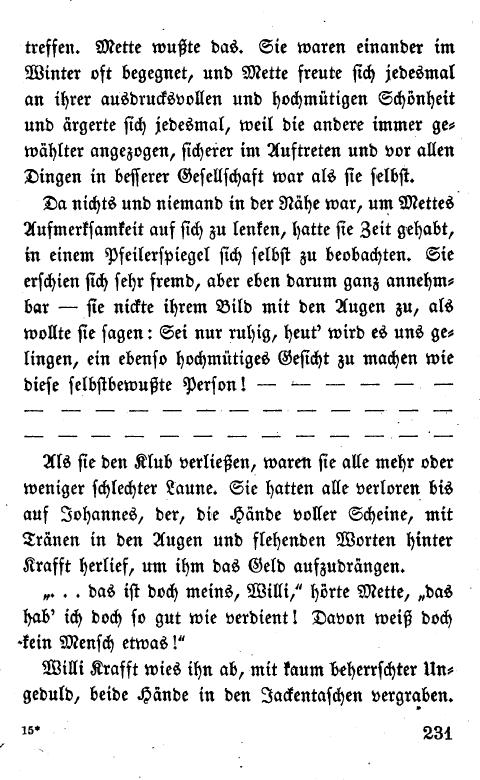 treffen. Mette wußte das. Sie waren einander im
Winter oft begegnet, und Mette freute sich jedesmal
an ihrer ausdrucksvollen und hochmütigen Schönheit
und ärgerte sich jedesmal, weil die andere immer ge-
wählter angezogen, sicherer im Auftreten und vor allen
Dingen in besserer Gesellschaft war als sie selbst.
Da nichts und niemand in der Nähe war, um Mettes
Aufmerksamkeit auf sich zu lenken, hatte sie Zeit gehabt,
in einem Pfeilerspiegel sich selbst zu beobachten. Sie
erschien sich sehr fremd, aber eben darum ganz annehm-
bar — sie nickte ihrem Bild mit den Augen zu, als
wollte sie sagen: Sei nur ruhig, heut' wird es uns ge-
lingen, ein ebenso hochmütiges Gesicht zu machen wie
diese selbstbewußte Person! — — — — — —
— — — — — — — — — — — — —
— — — — — — — — — — — — —
Als sie den Klub verließen, waren sie alle mehr oder
weniger schlechter Laune. Sie hatten alle verloren bis
auf Johannes, der, die Hände voller Scheine, mit
Tränen in den Augen und flehenden Worten hinter
Krafft herlief, um ihm das Geld aufzudrängen.
„. . . das ist doch meins, Willi,“ hörte Mette, „das
hab' ich doch so gut wie verdient! Davon weiß doch
kein Mensch etwas!“
Willi Krafft wies ihn ab, mit kaum beherrschter Un-
geduld, beide Hände in den Jackentaschen vergraben.
15* 231